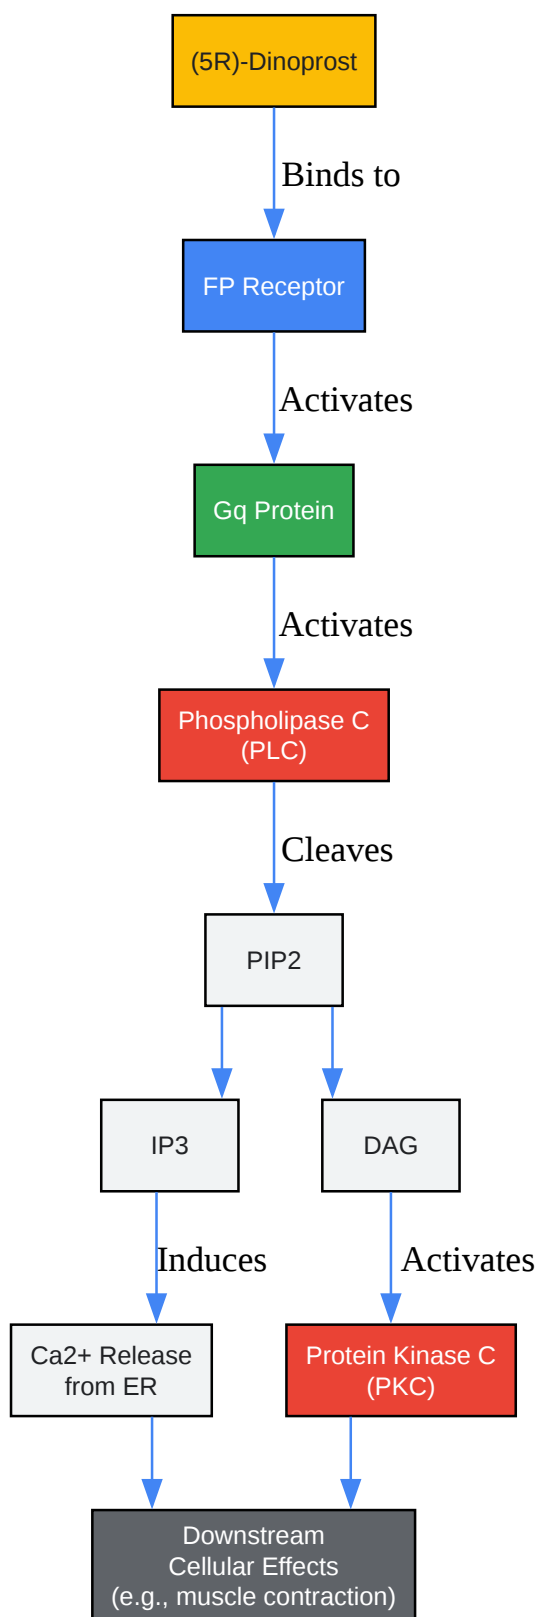 (5R)-Dinoprost
Binds to
FP Receptor
Activates
Gq Protein
Activates
Phospholipase C
(PLC)
Cleaves
PIP2
IP3
DAG
Induces
Activates
Ca2+ Release
from ER
Protein Kinase C
(PKC)
Downstream
Cellular Effects
(e.g., muscle contraction)